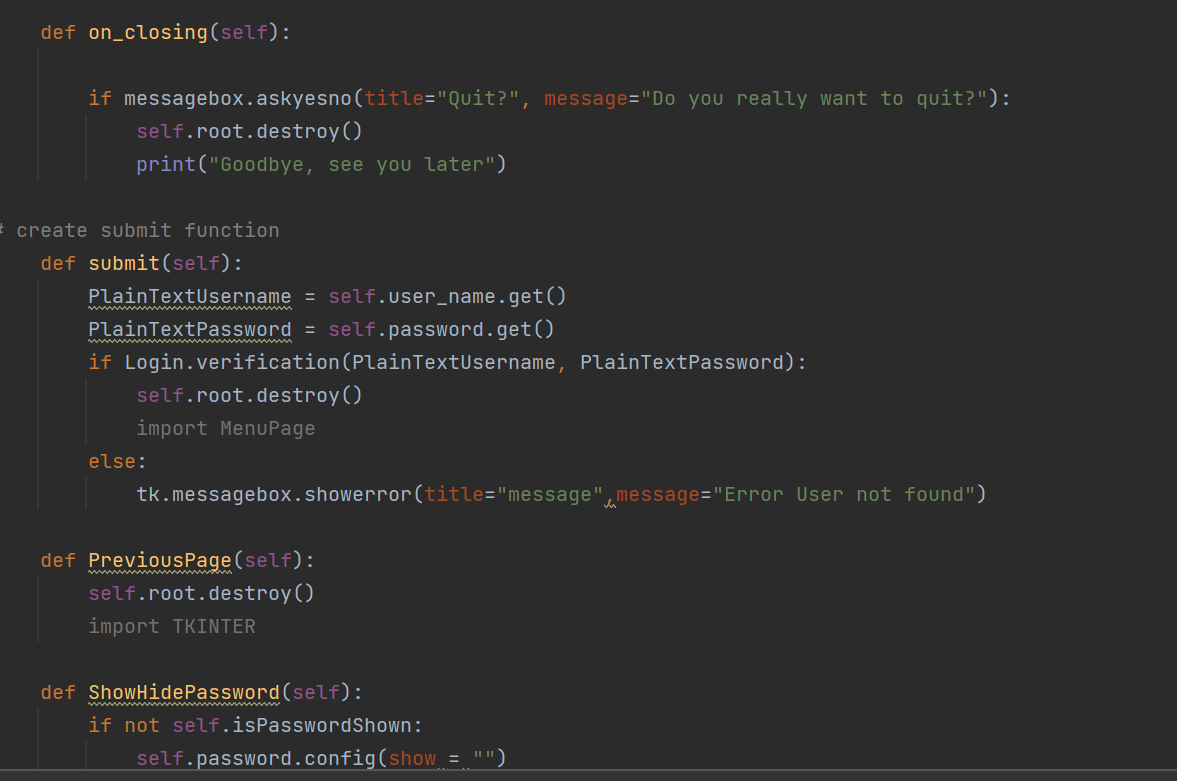 def on_closing(self):
if messagebox.askyesno(title="Quit?", message="Do you really want to quit?"):
self.root.destroy()
print("Goodbye, see you later")
# create submit function
def submit(self):
PlainTextUsername = self.user_name.get()
PlainTextPassword = self.password.get()
if Login.verification(PlainTextUsername, PlainTextPassword):
self.root.destroy()
import MenuPage
else:
tk.messagebox.showerror(title="message",message="Error User not found")
def PreviousPage(self):
self.root.destroy()
import TKINTER
def ShowHidePassword(self):
if not self.isPasswordShown:
self.password.config(show = "")